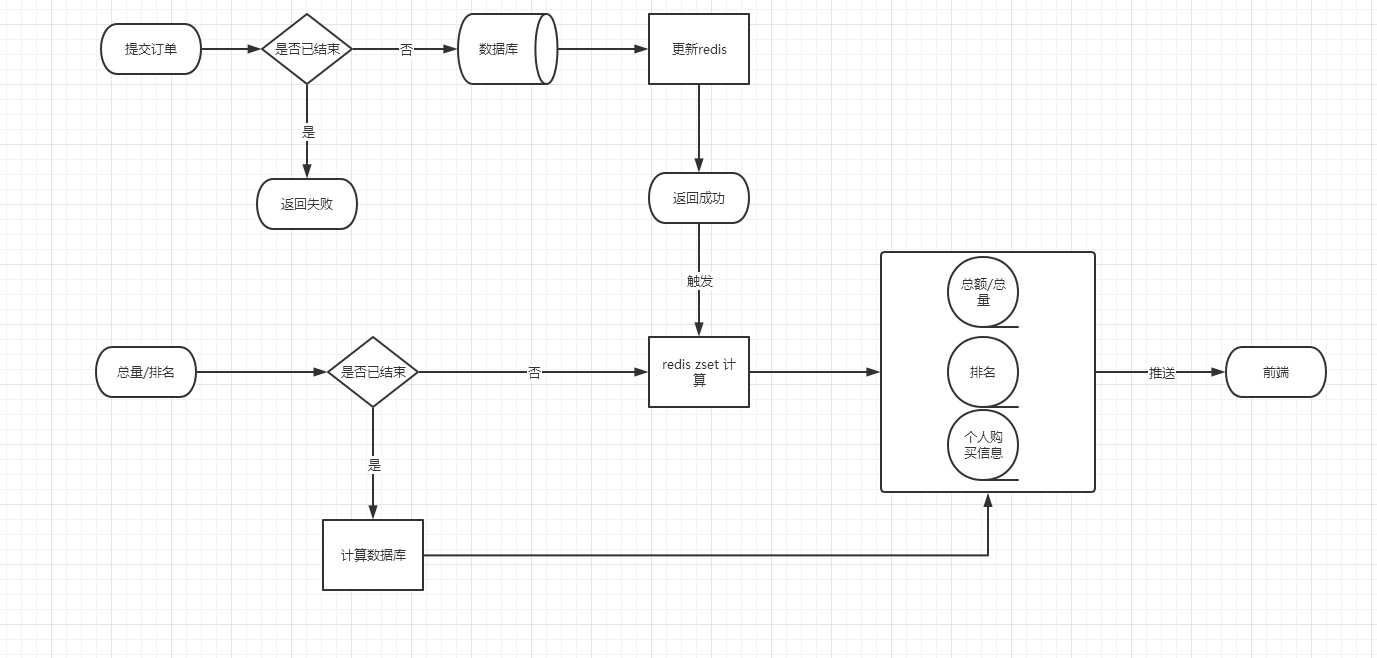 提交订单
是否已结束
否
数据库
更新redis
是
返回失败
返回成功
触发
总额/总
量
总量/排名
是否已结束
否
redis zset 计
算
排名
推送
前端
个人购
买信息
是
计算数据库